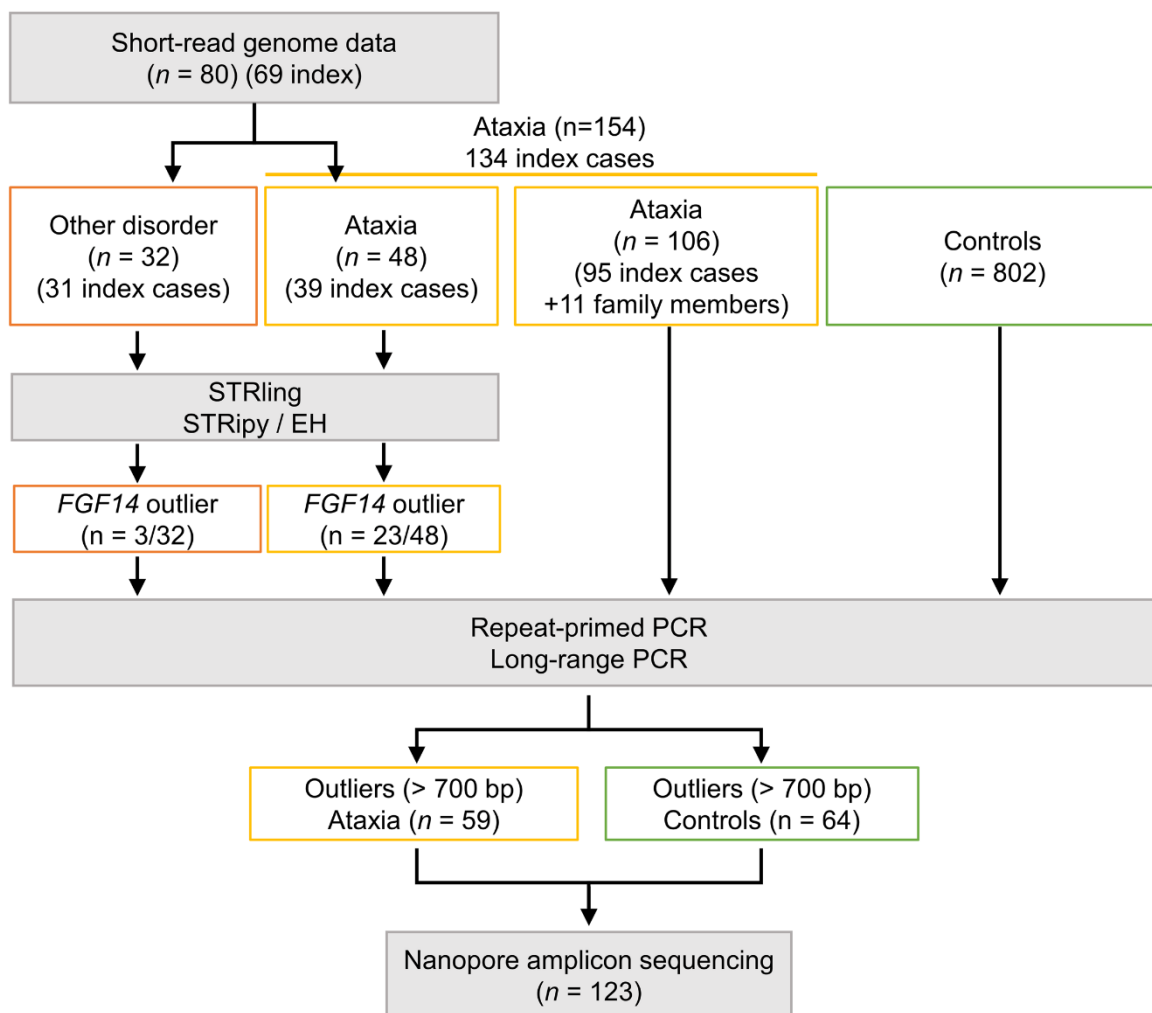 Short-read genome data
(n = 80) (69 index)
Ataxia (n=154)
134 index cases
Other disorder
(n = 32)
(31 index cases)
Ataxia
(n = 48)
(39 index cases)
Ataxia
(n = 106)
(95 index cases
+11 family members)
Controls
(n = 802)
STRling
STRipy / EH
FGF14 outlier
(n = 3/32)
FGF14 outlier
(n = 23/48)
Repeat-primed PCR
Long-range PCR
Outliers (> 700 bp)
Ataxia (n = 59)
Outliers (> 700 bp)
Controls (n = 64)
Nanopore amplicon sequencing
(n = 123)